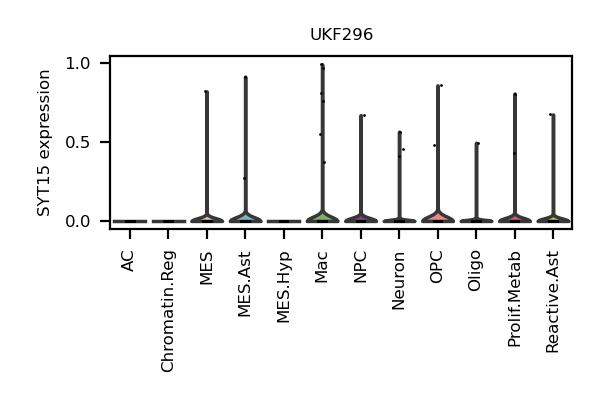 UKF296
SYT15 expression
1.0
0.5
0.0
AC
Chromatin.Reg
MES
MES.Ast
MES.Hyp
Mac
NPC
Neuron
OPC
Oligo
Prolif.Metab
Reactive.Ast